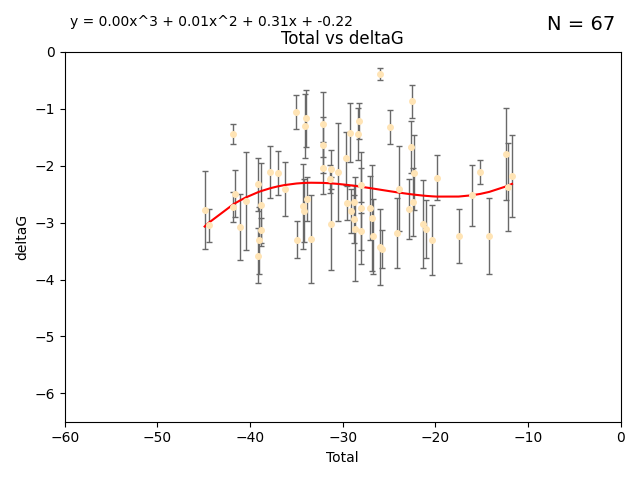 y = 0.00x^3 + 0.01x^2 + 0.31x + -0.22
N = 67
Total vs deltaG
0
−1
−2
−3
−4
−5
−6
deltaG
−60
−50
−40
−30
−20
−10
0
Total